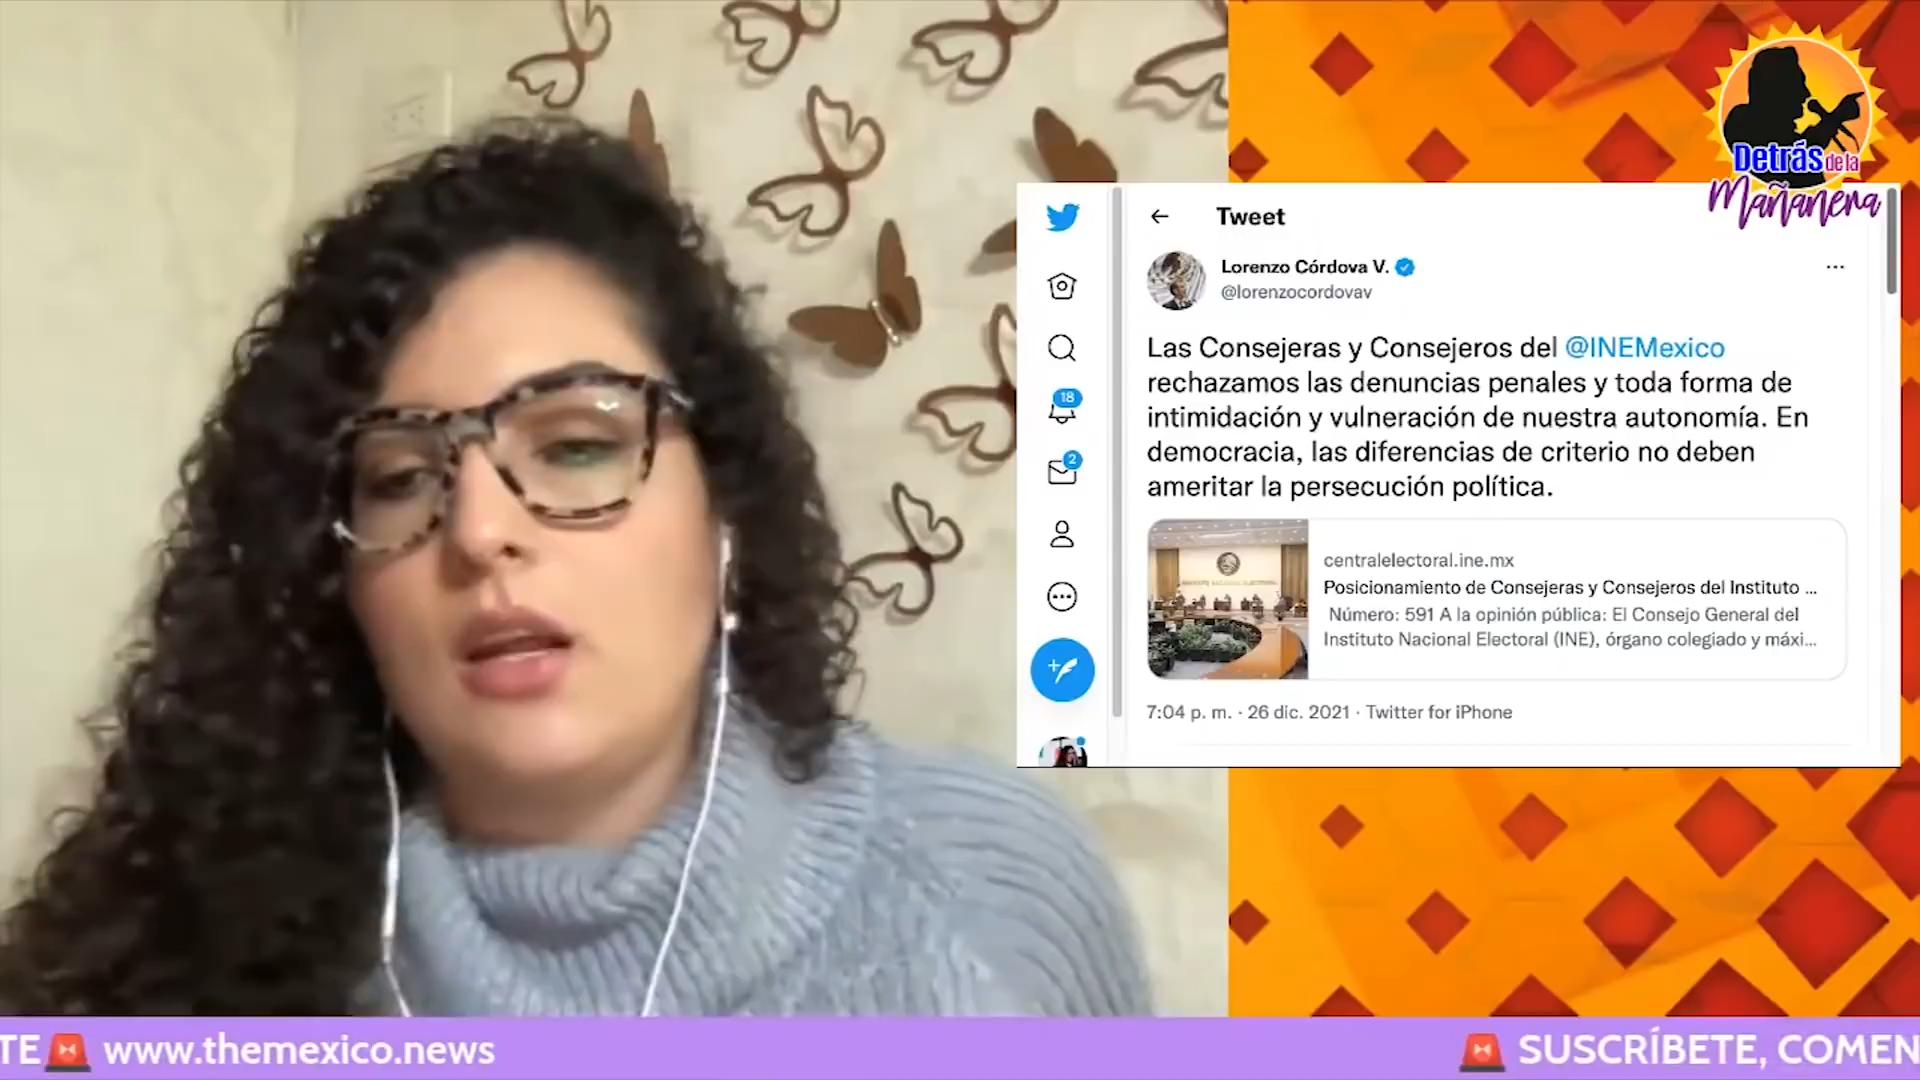 Detrás de la
Mañanera
Tweet
Lorenzo Córdova V.
@lorenzocordovav
Las Consejeras y Consejeros del @INEMexico
rechazamos las denuncias penales y toda forma de
intimidación y vulneración de nuestra autonomía. En
democracia, las diferencias de criterio no deben
ameritar la persecución política.
18
2
centralelectoral.ine.mx
Posicionamiento de Consejeras y Consejeros del Instituto ...
Número: 591 A la opinión pública: El Consejo General del
Instituto Nacional Electoral (INE), órgano colegiado y máxi...
7:04 p. m. · 26 dic. 2021 · Twitter for iPhone
TE www.themexico.news SUSCRÍBETE, COMEN